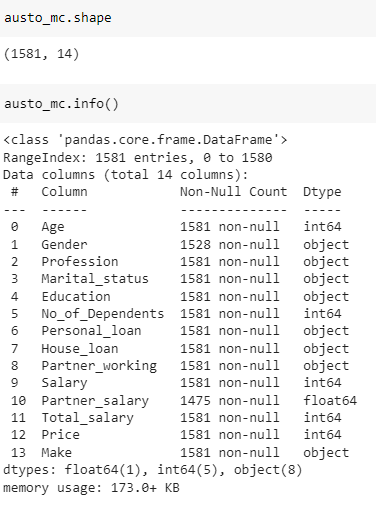 austo_mc.shape
(1581, 14)
austo_mc.info()
<class 'pandas.core.frame.DataFrame'>
RangeIndex: 1581 entries, 0 to 1580
Data columns (total 14 columns):
 #   Column            Non-Null Count  Dtype
---  ------            --------------  -----
 0   Age               1581 non-null   int64
 1   Gender            1528 non-null   object
 2   Profession        1581 non-null   object
 3   Marital_status    1581 non-null   object
 4   Education         1581 non-null   object
 5   No_of_Dependents  1581 non-null   int64
 6   Personal_loan     1581 non-null   object
 7   House_loan        1581 non-null   object
 8   Partner_working   1581 non-null   object
 9   Salary            1581 non-null   int64
 10  Partner_salary    1475 non-null   float64
 11  Total_salary      1581 non-null   int64
 12  Price             1581 non-null   int64
 13  Make              1581 non-null   object
dtypes: float64(1), int64(5), object(8)
memory usage: 173.0+ KB